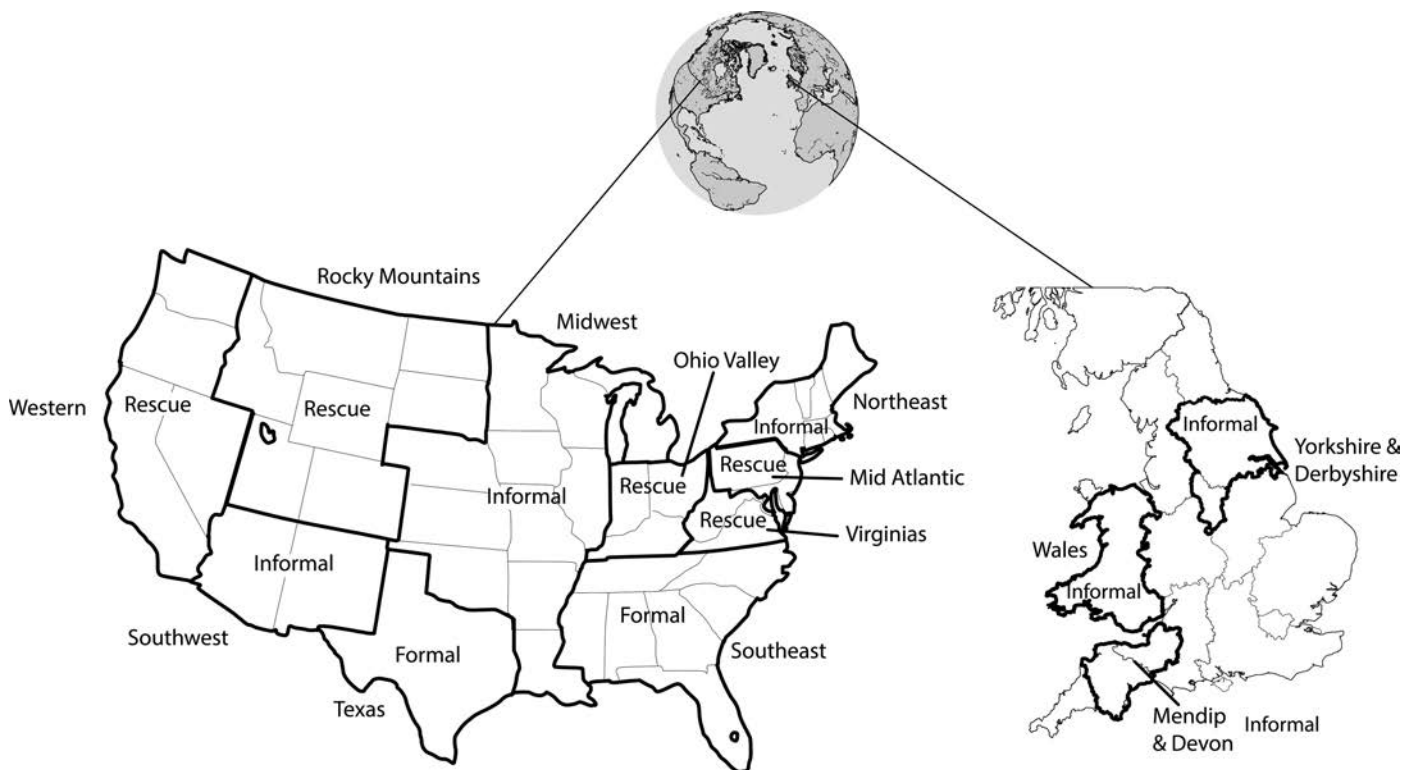 Rocky Mountains
Midwest
Ohio Valley
Western
Rescue
Rescue
Northeast
Informal
Informal
Yorkshire &
Derbyshire
Rescue
Mid Atlantic
Informal
Rescue
Rescue
Virginias
Wales
Informal
Informal
Southwest
Formal
Southeast
Formal
Texas
Mendip
& Devon
Informal